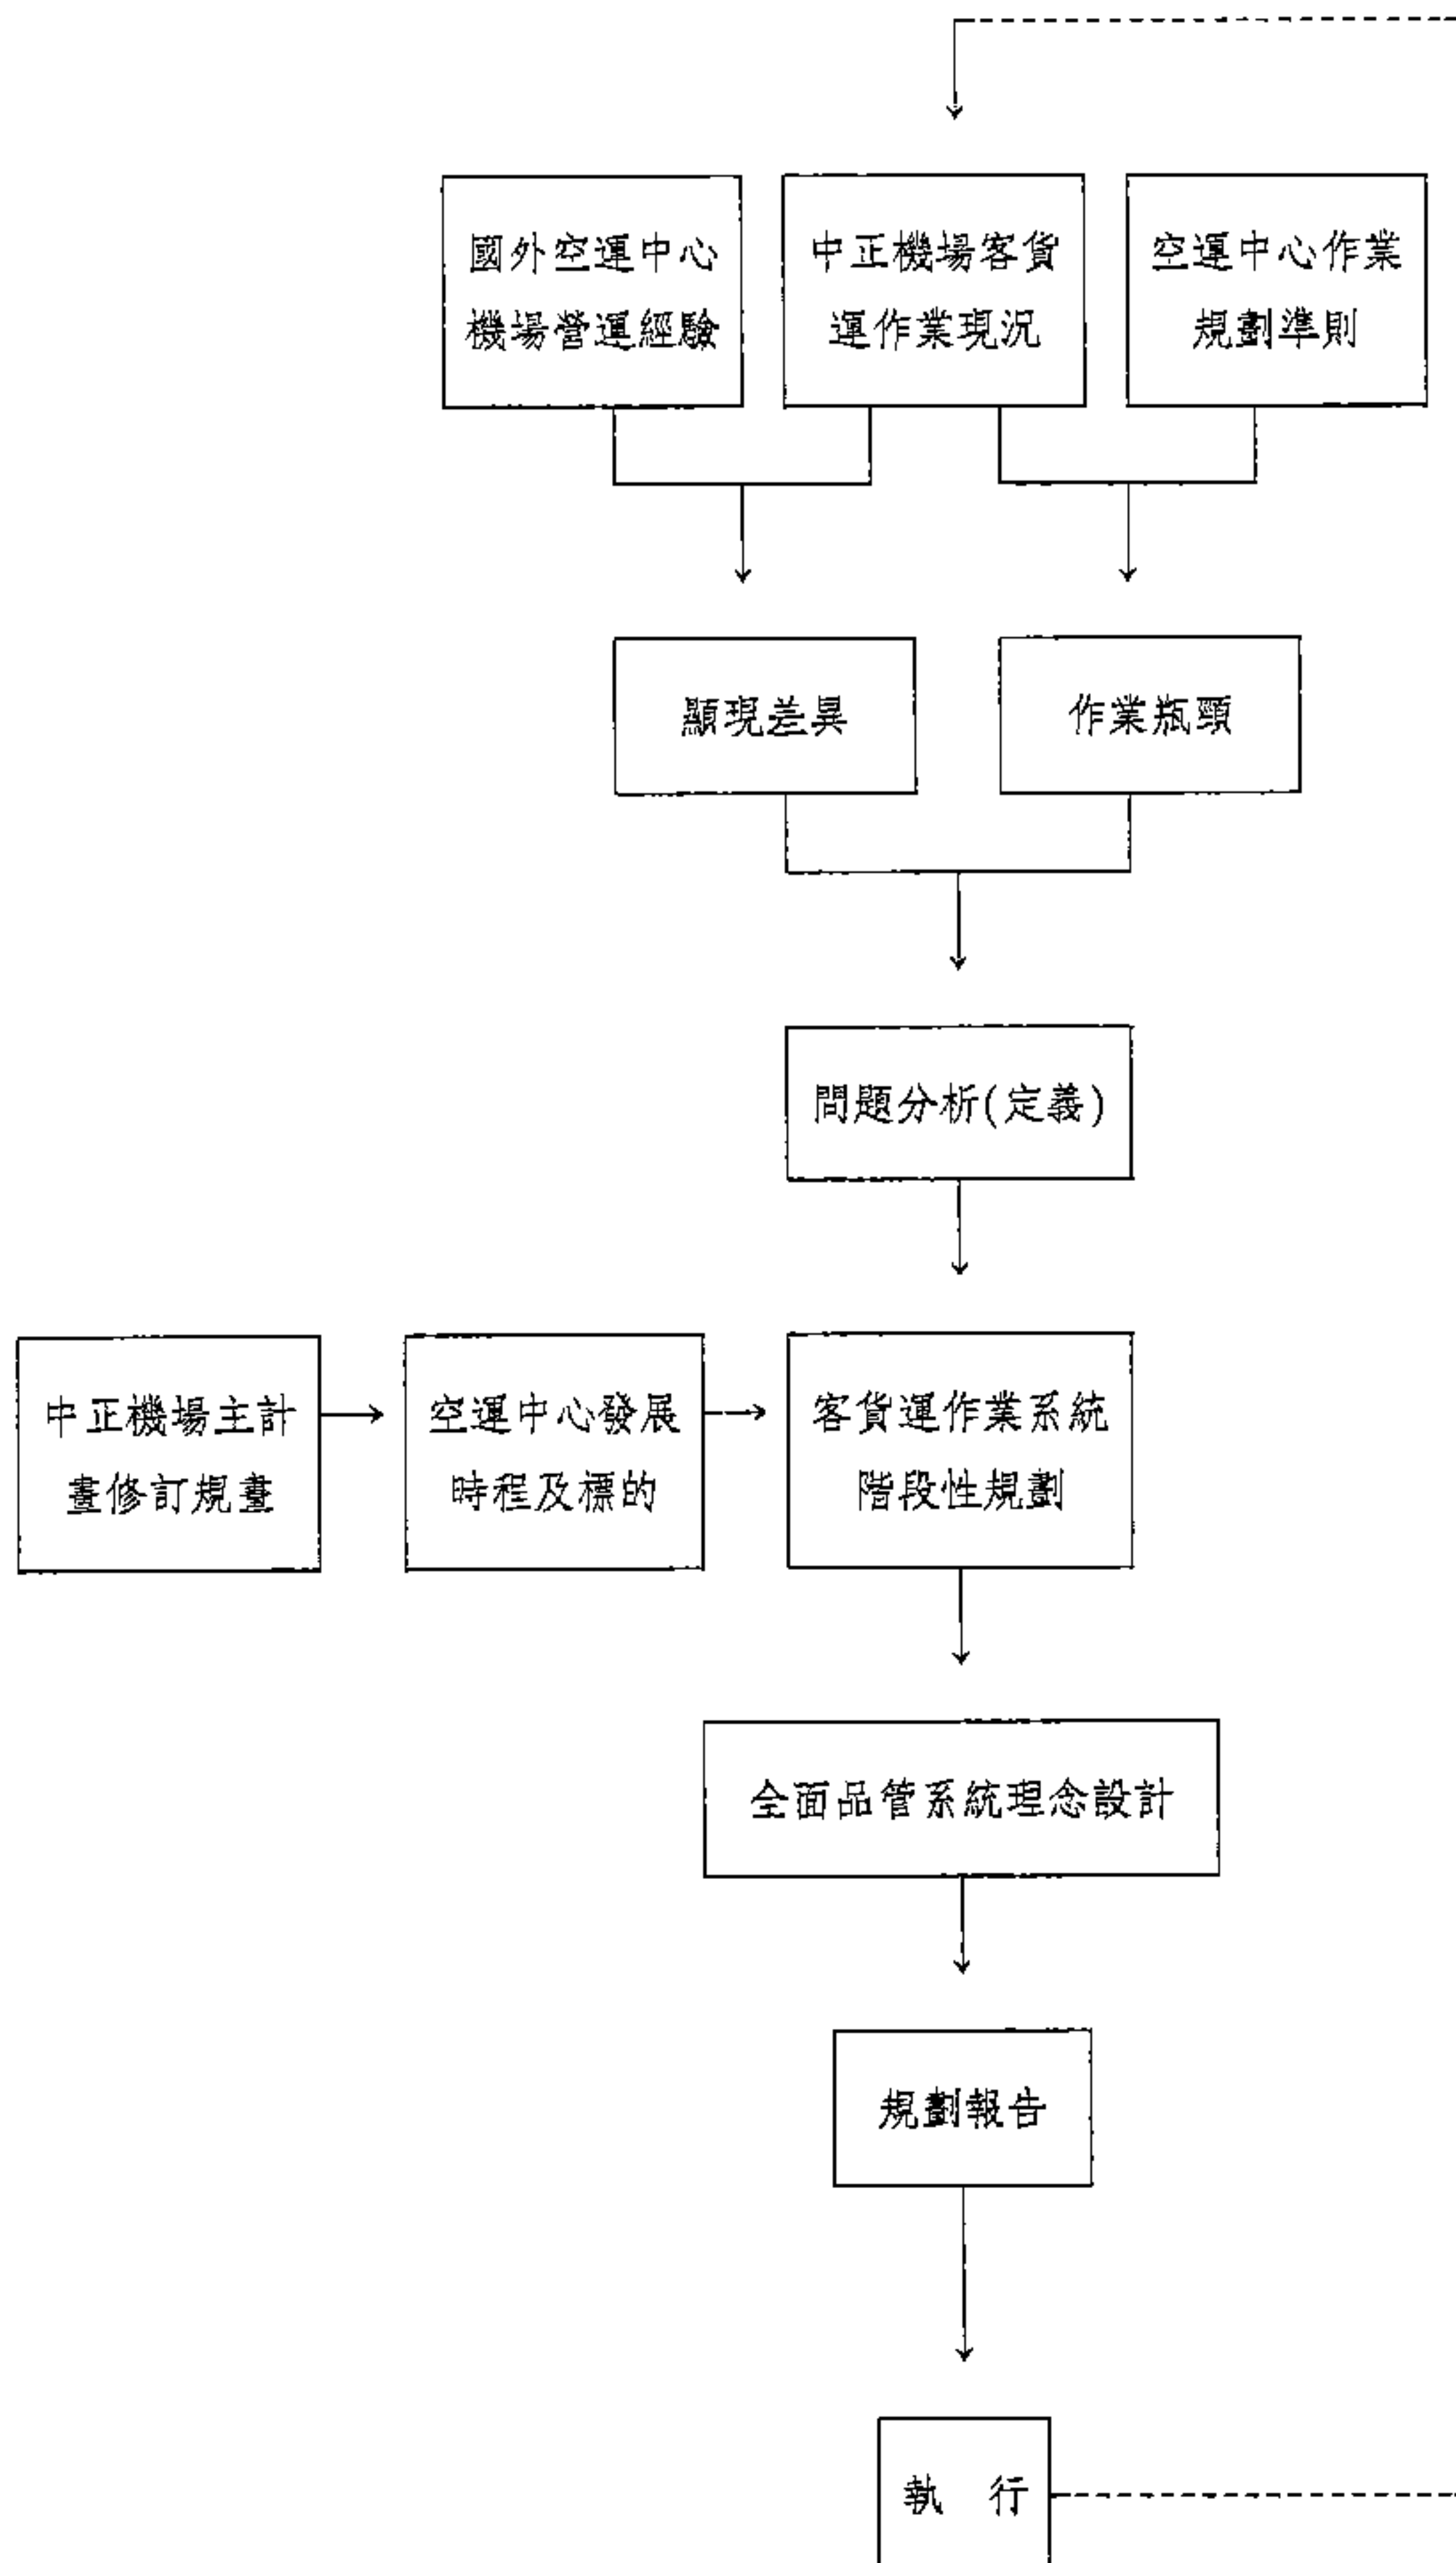 國外空運中心
機場營運經驗
中正機場客貨
運作業現況
空運中心作業
規劃準則
顯現差異
作業瓶頸
問題分析(定義)
中正機場主計
畫修訂規畫
空運中心發展
時程及標的
客貨運作業系統
階段性規劃
全面品管系統理念設計
規劃報告
執 行